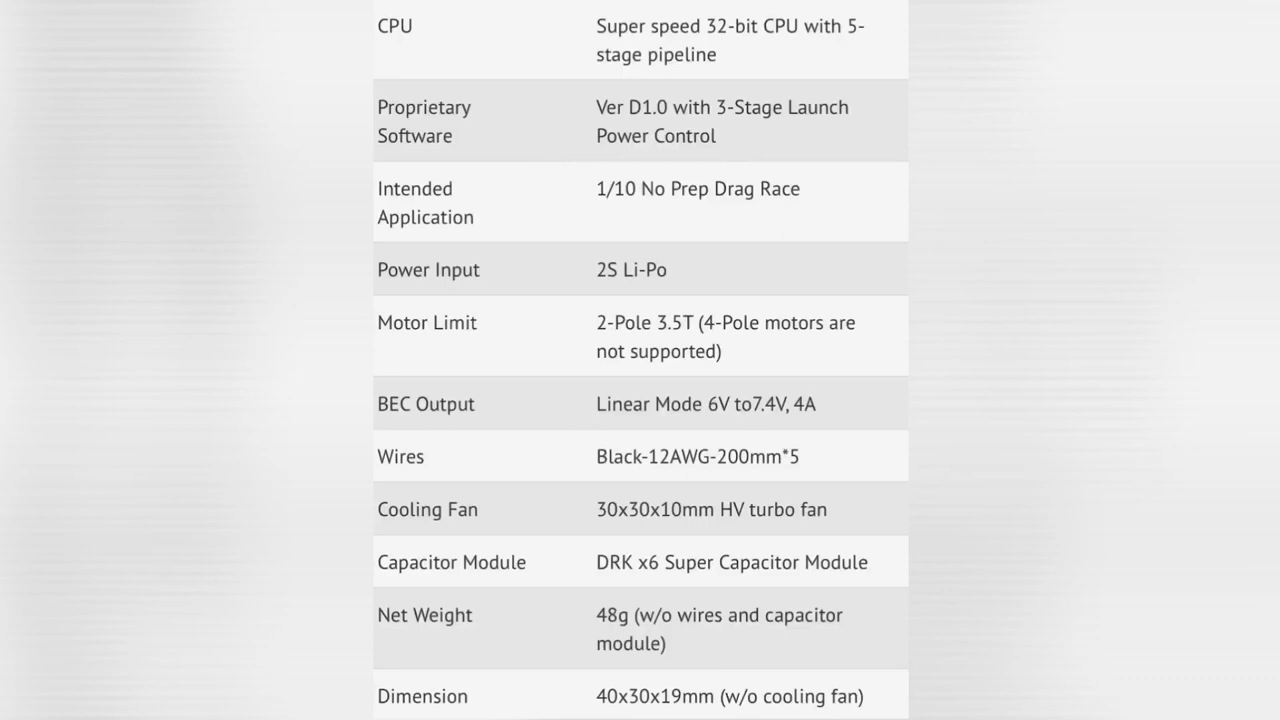 CPU
Super speed 32-bit CPU with 5-
stage pipeline
Proprietary
Software
Ver D1.0 with 3-Stage Launch
Power Control
Intended
Application
1/10 No Prep Drag Race
Power Input
2S Li-Po
Motor Limit
2-Pole 3.5T (4-Pole motors are
not supported)
BEC Output
Linear Mode 6V to7.4V, 4A
Wires
Black-12AWG-200mm*5
Cooling Fan
30x30x10mm HV turbo fan
Capacitor Module
DRK x6 Super Capacitor Module
Net Weight
48g (w/o wires and capacitor
module)
Dimension
40x30x19mm (w/o cooling fan)